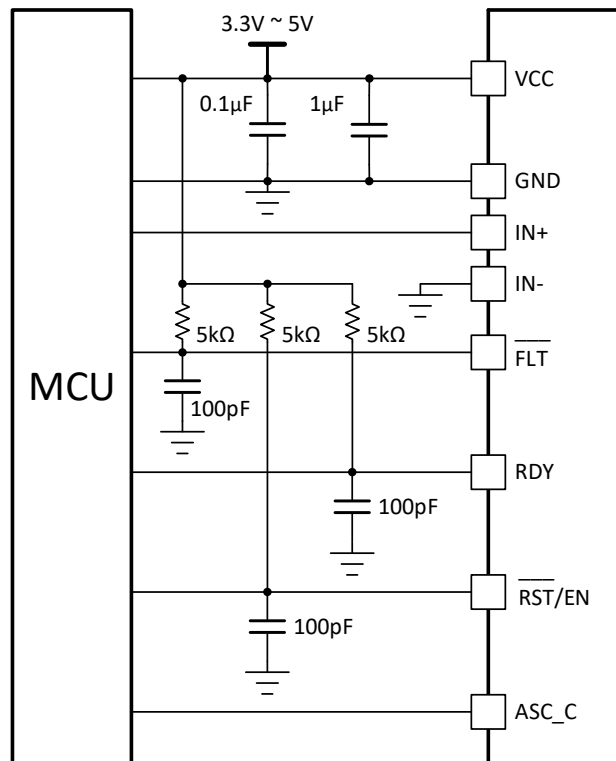 3.3V ~ 5V
VCC
0.1µF
1µF
GND
IN+
IN-
5kΩ
5kΩ
5kΩ
FLT
MCU
100pF
RDY
100pF
RST/EN
100pF
ASC_C